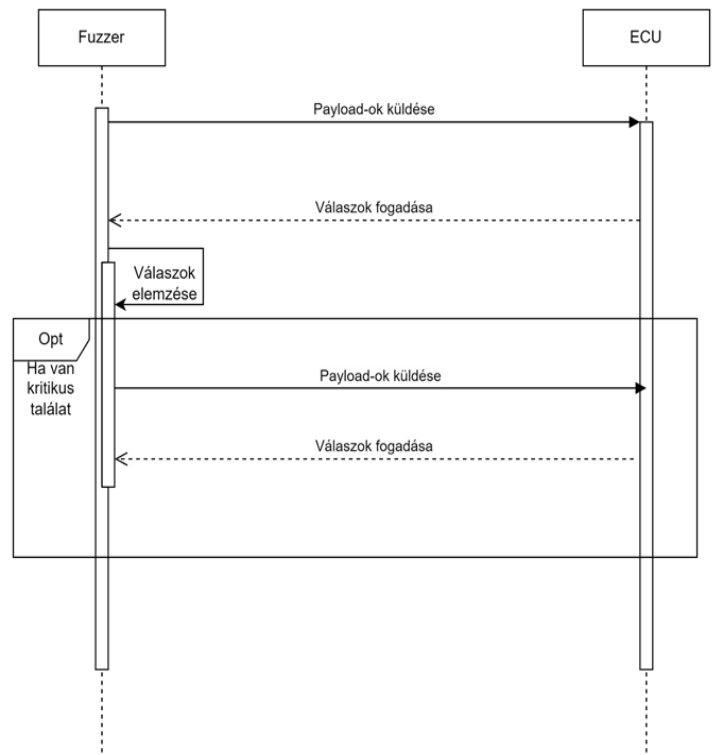 Fuzzer
ECU
Payload-ok küldése
Válaszok fogadása
Válaszok
elemzése
Opt
Ha van
kritikus
találat
Payload-ok küldése
Válaszok fogadása